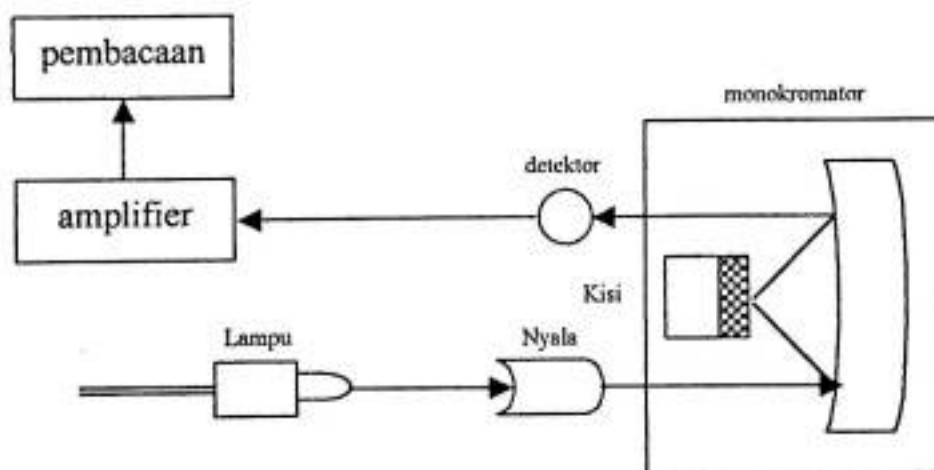 pembacaan
monokromator
detektor
amplifier
Kisi
Lampu
Nyala